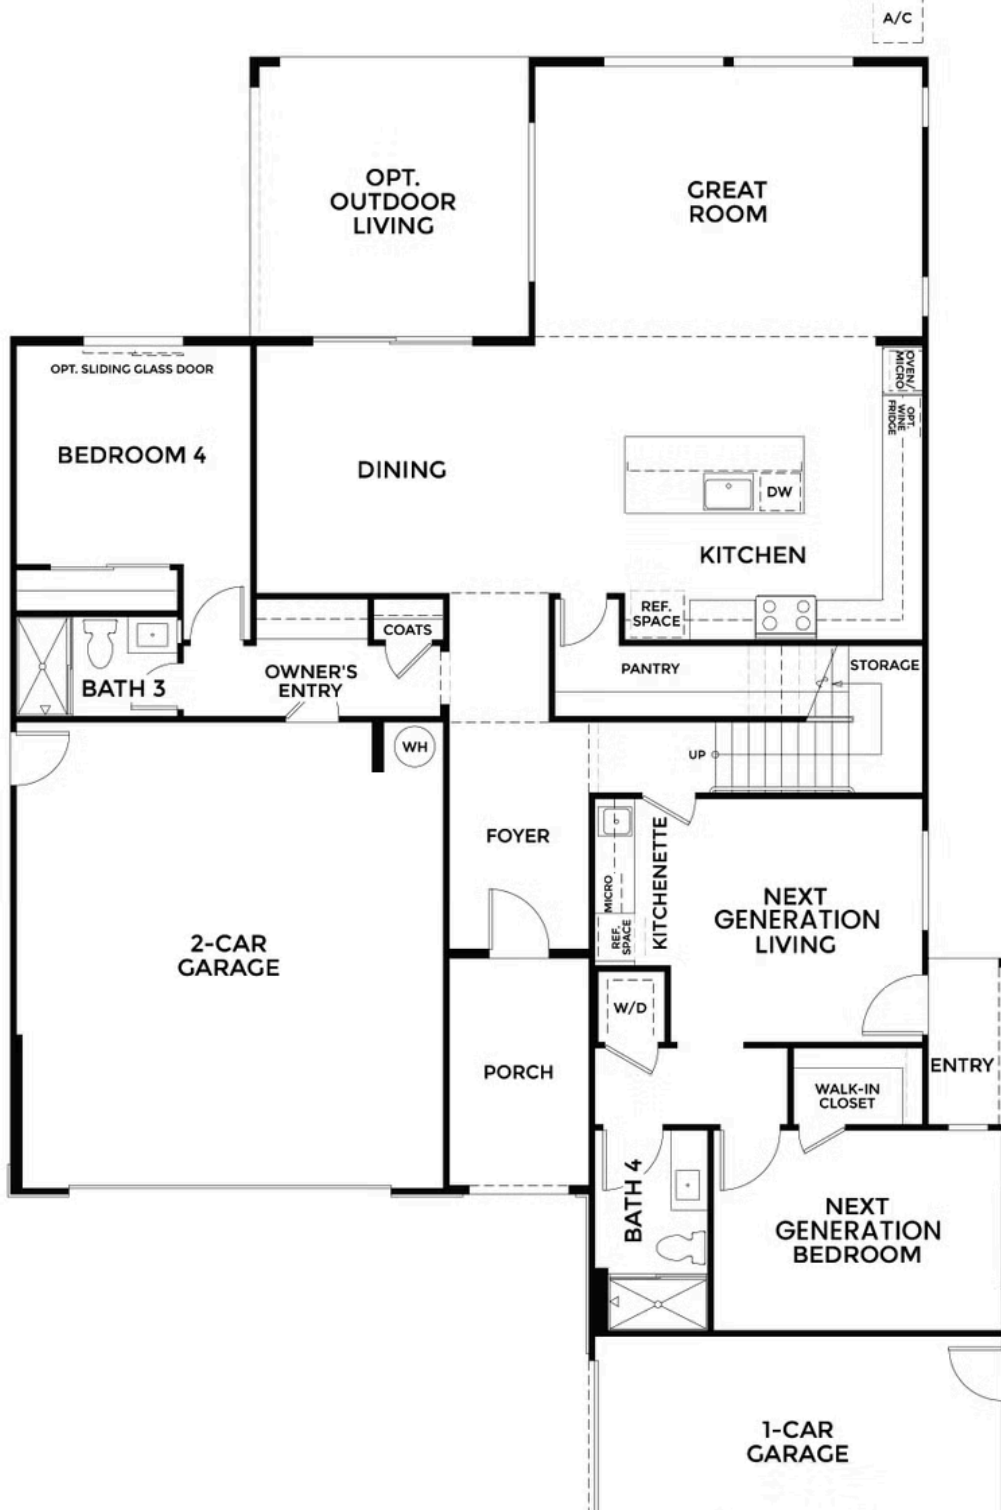 A/C
OPT.
OUTDOOR
LIVING
GREAT
ROOM
OPT. SLIDING GLASS DOOR
OVEN/
MICRO
OPT.
WINE
FRIDGE
BEDROOM 4
DINING
DW
KITCHEN
REF.
SPACE
COATS
BATH 3
OWNER'S
ENTRY
PANTRY
STORAGE
WH
UP
FOYER
KITCHENETTE
MICRO
REF.
SPACE
NEXT
GENERATION
LIVING
2-CAR
GARAGE
W/D
PORCH
ENTRY
WALK-IN
CLOSET
BATH 4
NEXT
GENERATION
BEDROOM
1-CAR
GARAGE